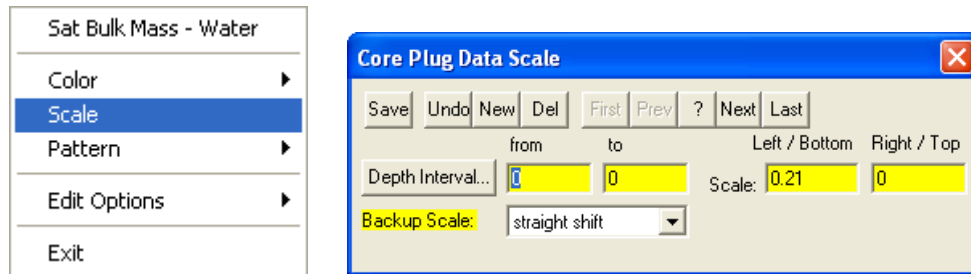 Sat Bulk Mass - Water
Color
Scale
Pattern
Edit Options
Exit
Core Plug Data Scale
Save Undo New Del First Prev ? Next Last
from to Left / Bottom Right / Top
Depth Interval... 0 0 Scale: 0.21 0
Backup Scale: straight shift